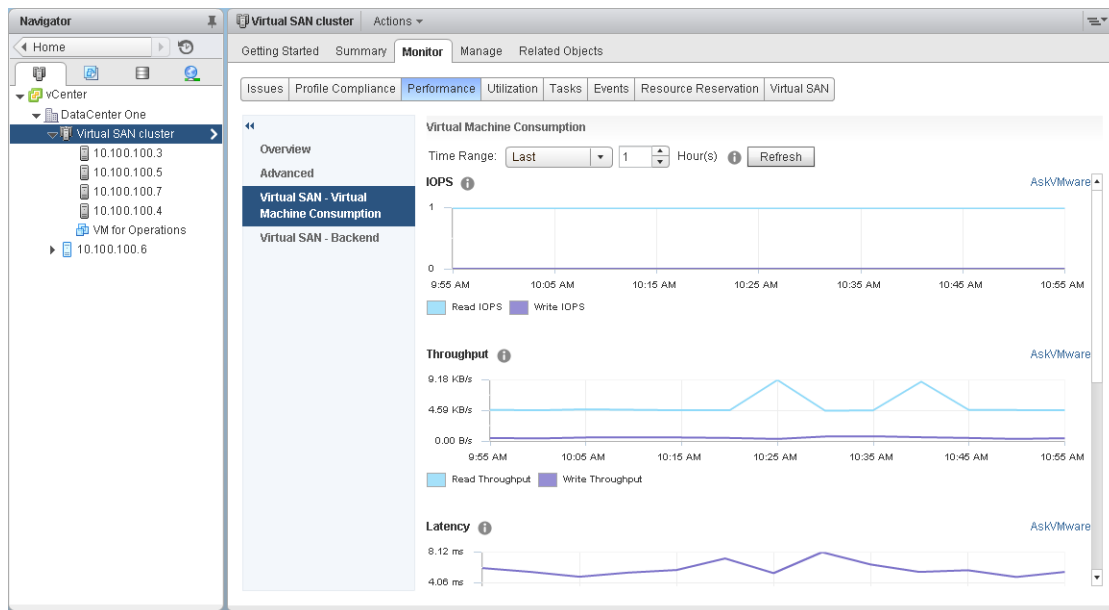 Navigator
Home
vCenter
DataCenter One
Virtual SAN cluster
10.100.100.3
10.100.100.5
10.100.100.7
10.100.100.4
VM for Operations
10.100.100.6
Virtual SAN cluster Actions
Getting Started Summary Monitor Manage Related Objects
Issues Profile Compliance Performance Utilization Tasks Events Resource Reservation Virtual SAN
Overview
Advanced
Virtual SAN - Virtual
Machine Consumption
Virtual SAN - Backend
Virtual Machine Consumption
Time Range: Last 1 Hour(s) Refresh
IOPS AskVMware
1
0
9:55 AM 10:05 AM 10:15 AM 10:25 AM 10:35 AM 10:45 AM 10:55 AM
Read IOPS Write IOPS
Throughput AskVMware
9.18 KB/s
4.59 KB/s
0.00 B/s
9:55 AM 10:05 AM 10:15 AM 10:25 AM 10:35 AM 10:45 AM 10:55 AM
Read Throughput Write Throughput
Latency AskVMware
8.12 ms
4.06 ms